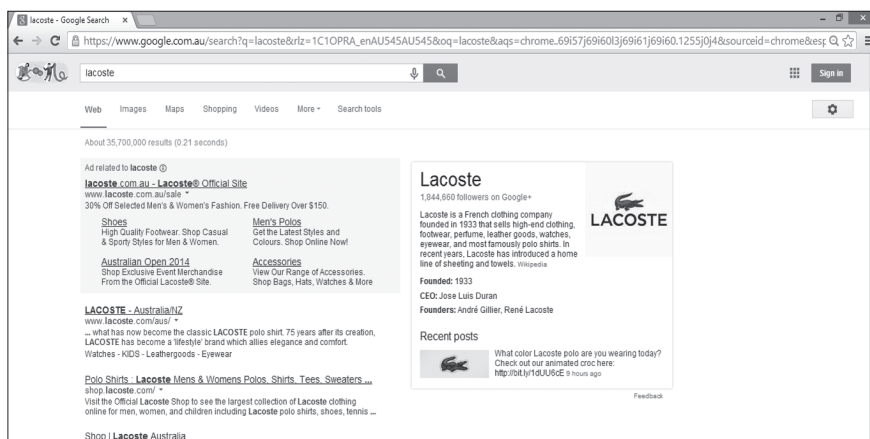 lacoste - Google Search
https://www.google.com.au/search?q=lacoste&rlz=1C1OPRA_enAU545AU545&oq=lacoste&aqs=chrome..69i57j69i60l3j69i61j69i60.1255j0j4&sourceid=chrome&esp
lacoste
Sign in
Web Images Maps Shopping Videos More Search tools
About 35,700,000 results (0.21 seconds)
Ad related to lacoste
lacoste.com.au - Lacoste® Official Site
www.lacoste.com.au/sale
30% Off Selected Men's & Women's Fashion. Free Delivery Over $150.
Shoes
High Quality Footwear. Shop Casual
& Sporty Styles for Men & Women.
Men's Polos
Get the Latest Styles and
Colours. Shop Online Now!
Australian Open 2014
Shop Exclusive Event Merchandise
From the Official Lacoste® Site.
Accessories
View Our Range of Accessories.
Shop Bags, Hats, Watches & More
LACOSTE - Australia/NZ
www.lacoste.com/aus/
... what has now become the classic LACOSTE polo shirt. 75 years after its creation,
LACOSTE has become a 'lifestyle' brand which allies elegance and comfort.
Watches - KIDS - Leathergoods - Eyewear
Polo Shirts : Lacoste Mens & Womens Polos, Shirts, Tees, Sweaters ...
shop.lacoste.com/
Visit the Official Lacoste Shop to see the largest collection of Lacoste clothing
online for men, women, and children including Lacoste polo shirts, shoes, tennis ...
Shop | Lacoste Australia
Lacoste
1,844,660 followers on Google+
LACOSTE
Lacoste is a French clothing company
founded in 1933 that sells high-end clothing,
footwear, perfume, leather goods, watches,
eyewear, and most famously polo shirts. In
recent years, Lacoste has introduced a home
line of sheeting and towels. Wikipedia
Founded: 1933
CEO: Jose Luis Duran
Founders: André Gillier, René Lacoste
Recent posts
What color Lacoste polo are you wearing today?
Check out our animated croc here:
http://bit.ly/1dUU6cE 9 hours ago
Feedback